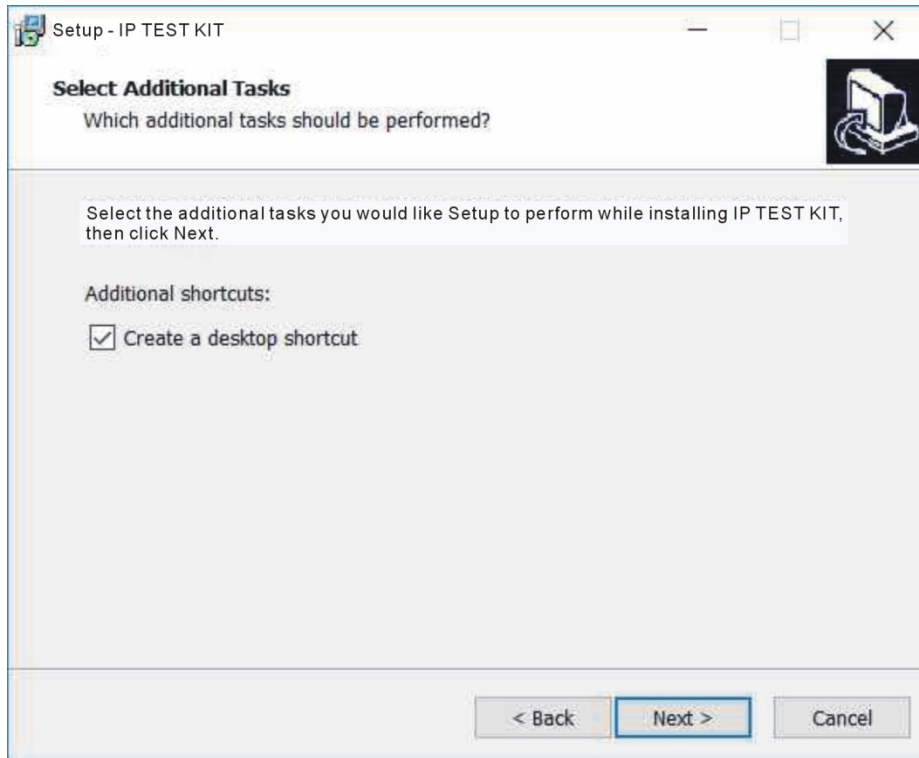 Setup - IP TEST KIT
Select Additional Tasks
Which additional tasks should be performed?
Select the additional tasks you would like Setup to perform while installing IP TEST KIT,
then click Next.
Additional shortcuts:
Create a desktop shortcut
< Back
Next >
Cancel